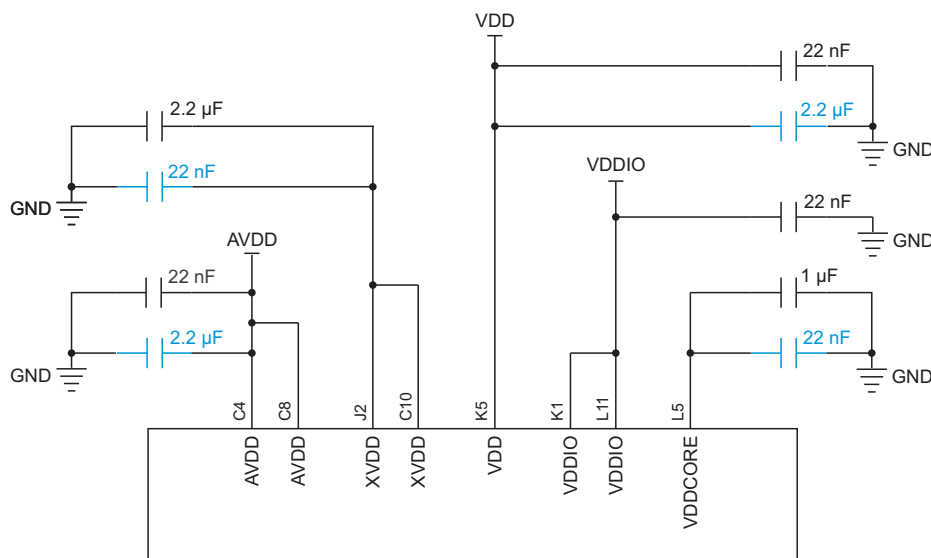 VDD
22 nF
2.2 µF
2.2 µF
GND
VDDIO
22 nF
GND
22 nF
GND
AVDD
22 nF
1 µF
2.2 µF
22 nF
GND
GND
C4
C8
J2
C10
K5
K1
L11
L5
AVDD
AVDD
XVDD
XVDD
VDD
VDDIO
VDDIO
VDDCORE